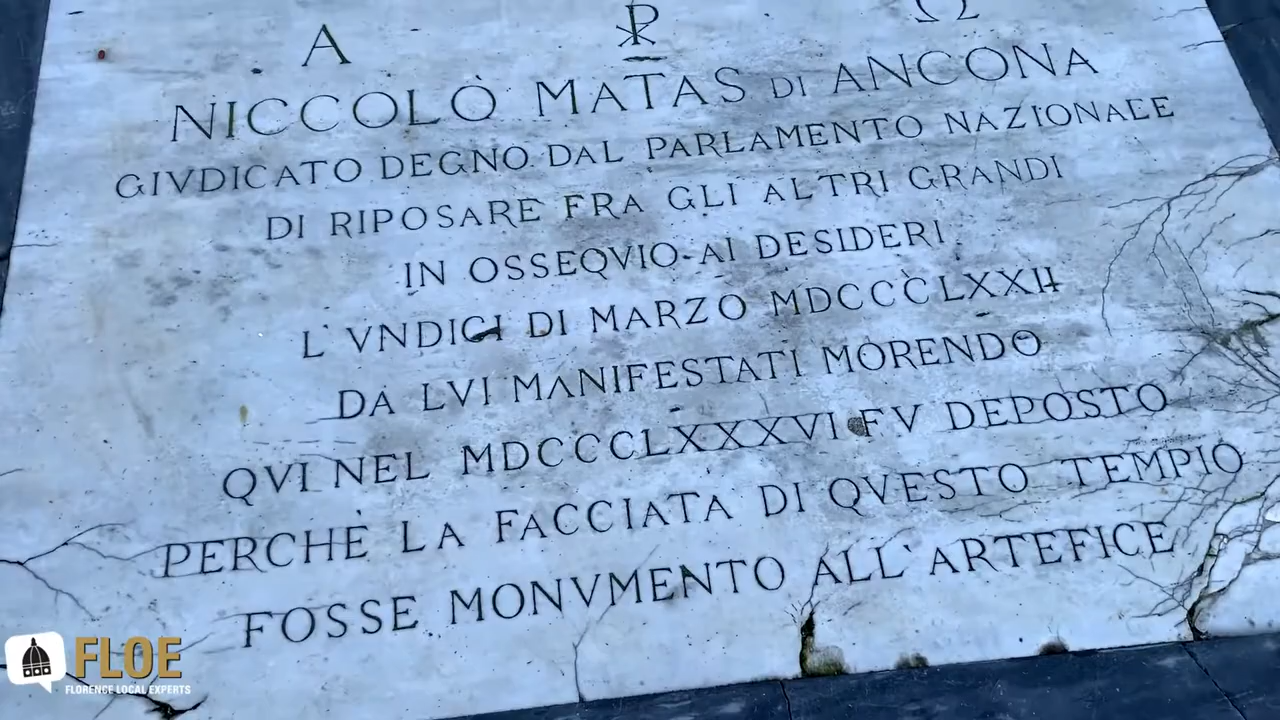 A ☧ Ω
NICCOLÒ MATAS DI ANCONA
GIVDICATO DEGNO DAL PARLAMENTO NAZIONALE
DI RIPOSARE FRA GLI ALTRI GRANDI
IN OSSEQVIO AI DESIDERI
L' VNDICI DI MARZO MDCCCLXXII
DA LVI MANIFESTATI MORENDO
QVI NEL MDCCCLXXXVI FV DEPOSTO
PERCHÈ LA FACCIATA DI QVESTO TEMPIO
FOSSE MONVMENTO ALL' ARTEFICE
FLOE
FLORENCE LOCAL EXPERTS